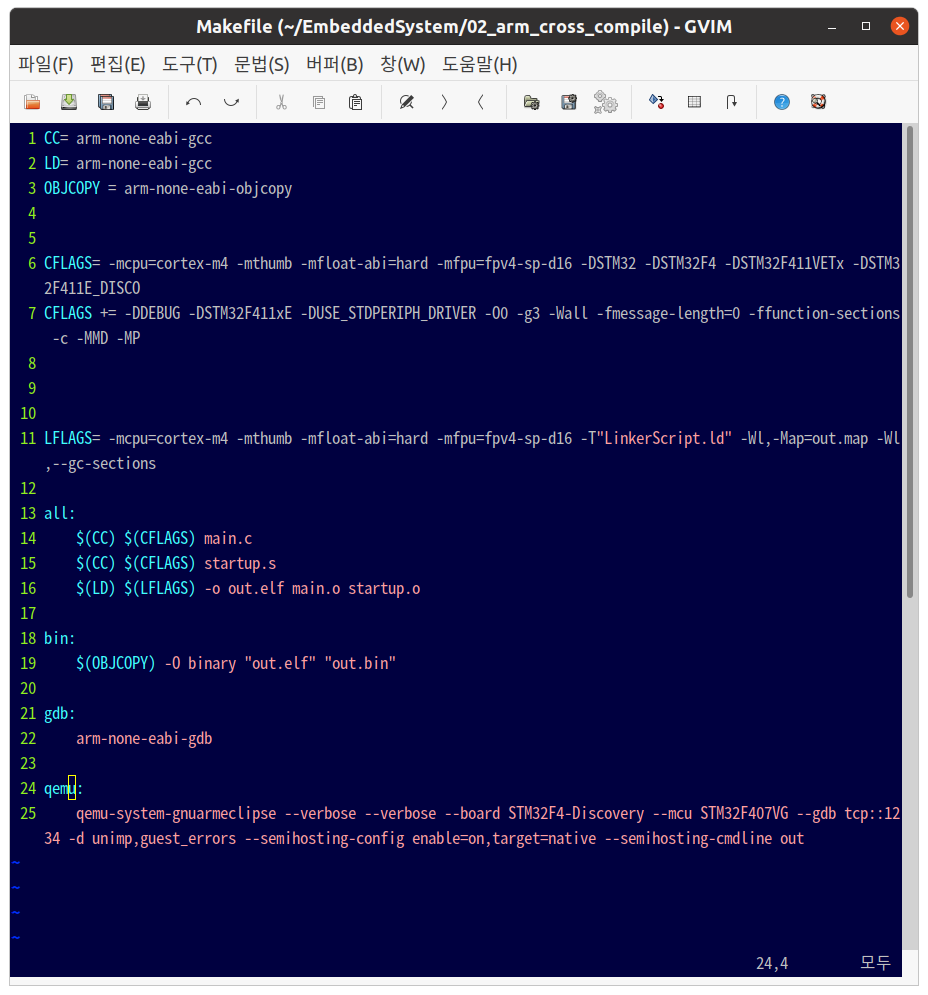 Makefile (~/EmbeddedSystem/02_arm_cross_compile) - GVIM
파일(F) 편집(E) 도구(T) 문법(S) 버퍼(B) 창(W) 도움말(H)
1 CC= arm-none-eabi-gcc
2 LD= arm-none-eabi-gcc
3 OBJCOPY = arm-none-eabi-objcopy
4
5
6 CFLAGS= -mcpu=cortex-m4 -mthumb -mfloat-abi=hard -mfpu=fpv4-sp-d16 -DSTM32 -DSTM32F4 -DSTM32F411VETx -DSTM3
2F411E_DISCO
7 CFLAGS += -DDEBUG -DSTM32F411xE -DUSE_STDPERIPH_DRIVER -O0 -g3 -Wall -fmessage-length=0 -ffunction-sections
-c -MMD -MP
8
9
10
11 LFLAGS= -mcpu=cortex-m4 -mthumb -mfloat-abi=hard -mfpu=fpv4-sp-d16 -T"LinkerScript.ld" -Wl,-Map=out.map -Wl
,--gc-sections
12
13 all:
14 $(CC) $(CFLAGS) main.c
15 $(CC) $(CFLAGS) startup.s
16 $(LD) $(LFLAGS) -o out.elf main.o startup.o
17
18 bin:
19 $(OBJCOPY) -O binary "out.elf" "out.bin"
20
21 gdb:
22 arm-none-eabi-gdb
23
24 qemu:
25 qemu-system-gnuarmeclipse --verbose --verbose --board STM32F4-Discovery --mcu STM32F407VG --gdb tcp::12
34 -d unimp,guest_errors --semihosting-config enable=on,target=native --semihosting-cmdline out
~
~
~
~
24,4 모두